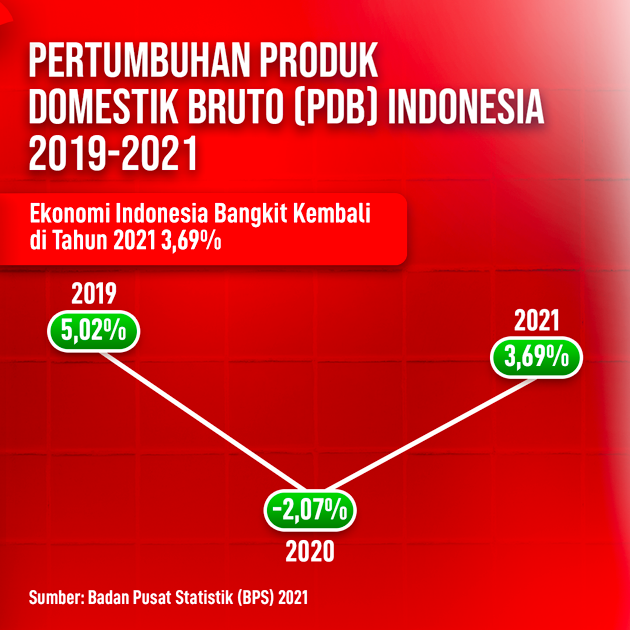 PERTUMBUHAN PRODUK
DOMESTIK BRUTO (PDB) INDONESIA
2019-2021
Ekonomi Indonesia Bangkit Kembali
di Tahun 2021 3,69%
2019
5,02%
2021
3,69%
-2,07%
2020
Sumber: Badan Pusat Statistik (BPS) 2021